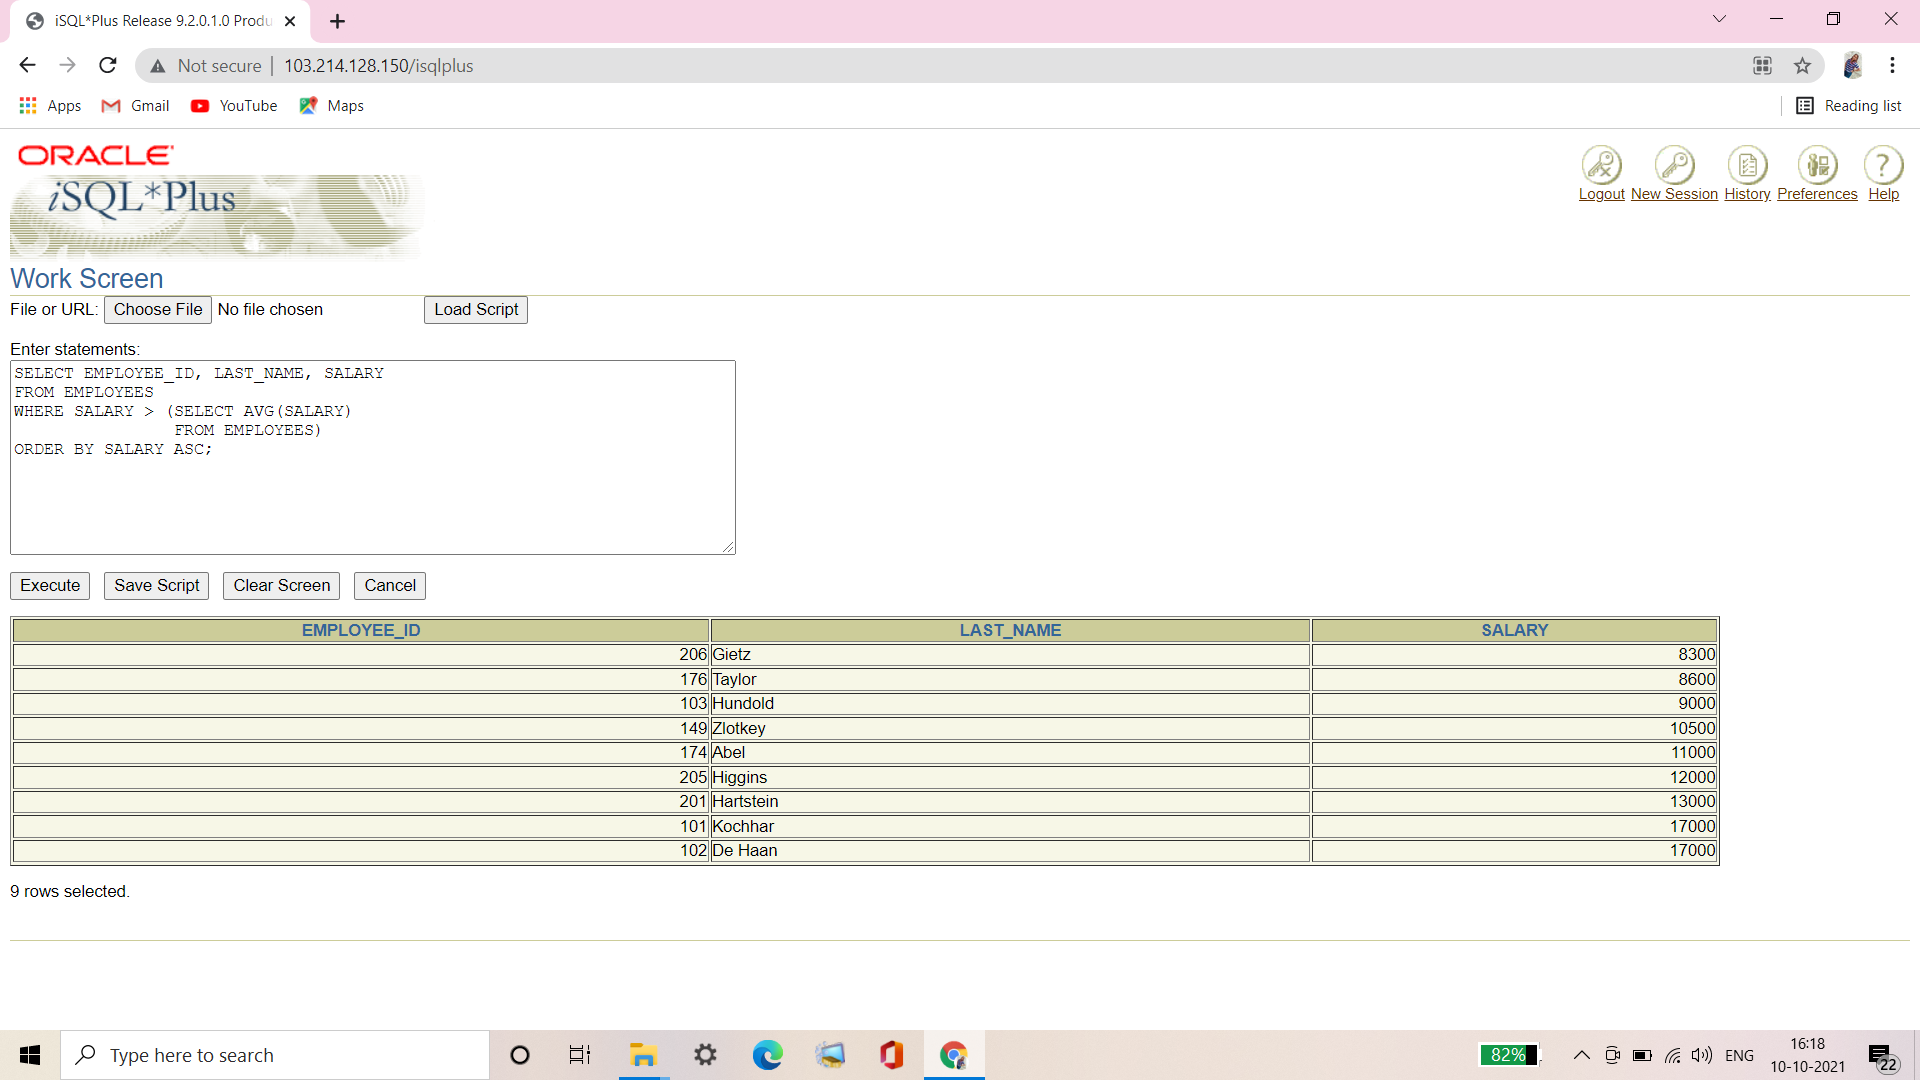 iSQL*Plus Release 9.2.0.1.0 Produ
Not secure | 103.214.128.150/isqlplus
Apps Gmail YouTube Maps Reading list
ORACLE
iSQL*Plus
Logout New Session History Preferences Help
Work Screen
File or URL: Choose File No file chosen Load Script
Enter statements:
SELECT EMPLOYEE_ID, LAST_NAME, SALARY
FROM EMPLOYEES
WHERE SALARY > (SELECT AVG(SALARY)
FROM EMPLOYEES)
ORDER BY SALARY ASC;
Execute Save Script Clear Screen Cancel
EMPLOYEE_ID LAST_NAME SALARY
206 Gietz 8300
176 Taylor 8600
103 Hundold 9000
149 Zlotkey 10500
174 Abel 11000
205 Higgins 12000
201 Hartstein 13000
101 Kochhar 17000
102 De Haan 17000
9 rows selected.
Type here to search 82% ENG 16:18
10-10-2021 22